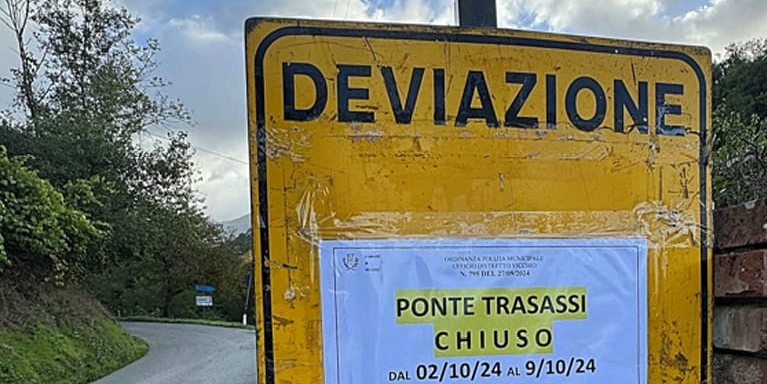 DEVIAZIONE
ORDINANZA POLIZIA MUNICIPALE
UFFICIO DISTRETTO VICCHIO
N. 799 DEL 27/09/2024
PONTE TRASASSI
CHIUSO
DAL 02/10/24 AL 9/10/24